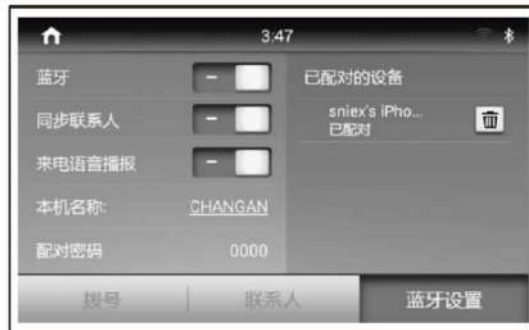 3:47
蓝牙
同步联系人
来电语音播报
本机名称: CHANGAN
配对密码 0000
已配对的设备
sniex's iPho...
已配对
拨号 联系人 蓝牙设置